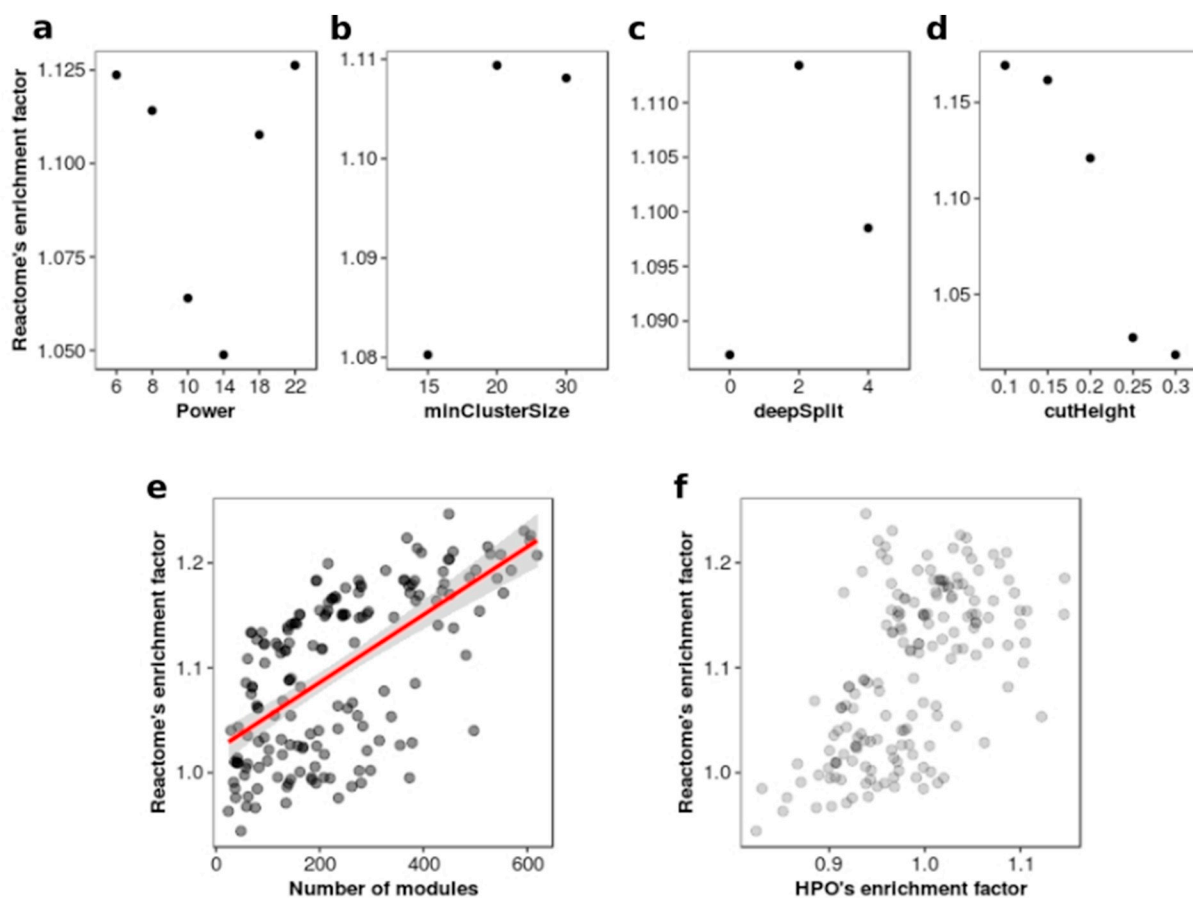 a
b
c
d
Reactome's enrichment factor
1.125
1.100
1.075
1.050
6 8 10 14 18 22
Power
1.11
1.10
1.09
1.08
15 20 30
minClusterSize
1.110
1.105
1.100
1.095
1.090
0 2 4
deepSplit
1.15
1.10
1.05
0.1 0.15 0.2 0.25 0.3
cutHeight
e
f
Reactome's enrichment factor
1.2
1.1
1.0
0 200 400 600
Number of modules
Reactome's enrichment factor
1.2
1.1
1.0
0.9 1.0 1.1
HPO's enrichment factor